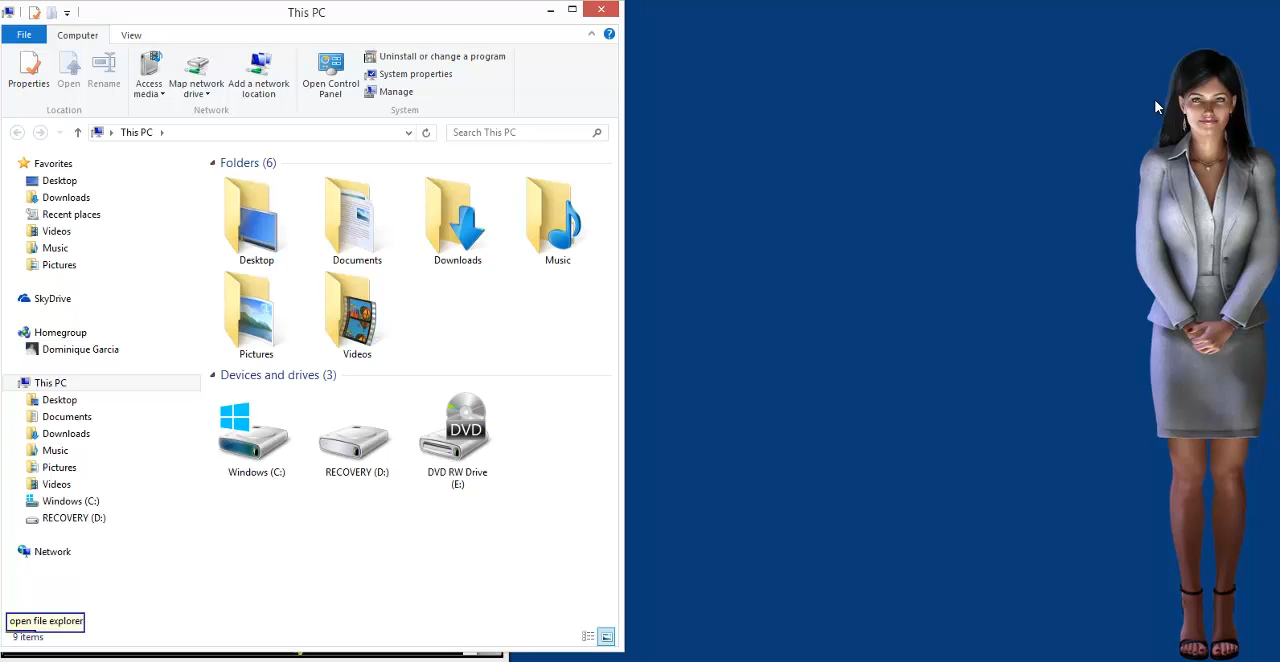 This PC
File
Computer
View
Properties
Open
Rename
Access media
Map network drive
Add a network location
Open Control Panel
Uninstall or change a program
System properties
Manage
Location
Network
System
This PC
Search This PC
Favorites
Desktop
Downloads
Recent places
Videos
Music
Pictures
SkyDrive
Homegroup
Dominique Garcia
This PC
Desktop
Documents
Downloads
Music
Pictures
Videos
Windows (C:)
RECOVERY (D:)
Network
Folders (6)
Desktop
Documents
Downloads
Music
Pictures
Videos
Devices and drives (3)
DVD
Windows (C:)
RECOVERY (D:)
DVD RW Drive
(E:)
open file explorer
9 items